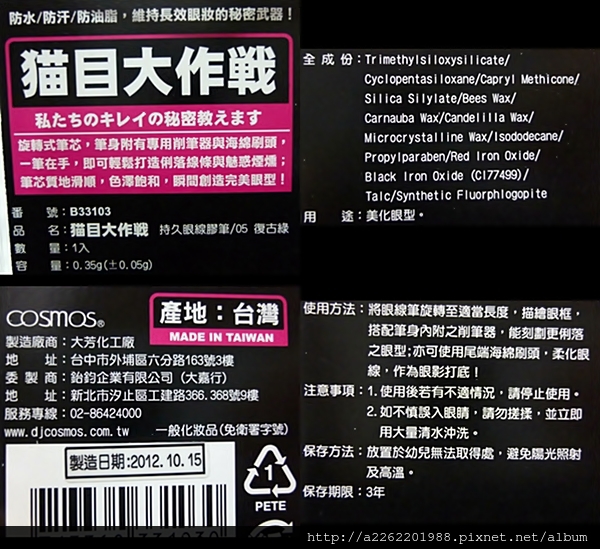 防水/防汗/防油脂，維持長效眼妝的秘密武器！
猫目大作戦
私たちのキレイの秘密教えます
旋轉式筆芯，筆身附有專用削筆器與海綿刷頭，
一筆在手，即可輕鬆打造俐落線條與魅惑煙燻；
筆芯質地滑順，色澤飽和，瞬間創造完美眼型！
番 號：B33103
品 名：猫目大作戦 持久眼線膠筆/05 復古綠
數 量：1入
容 量：0.35g(±0.05g)
全成份：Trimethylsiloxysilicate/
Cyclopentasiloxane/Capryl Methicone/
Silica Silylate/Bees Wax/
Carnauba Wax/Candelilla Wax/
Microcrystalline Wax/Isododecane/
Propylparaben/Red Iron Oxide/
Black Iron Oxide (CI77499)/
Talc/Synthetic Fluorphlogopite
用 途：美化眼型。
COSMOS®
產地：台灣
MADE IN TAIWAN
製造廠商：大芳化工廠
地 址：台中市外埔區六分路163號3樓
委製商：鉑鈞企業有限公司 (大嘉行)
地 址：新北市汐止區工建路366.368號9樓
服務專線：02-86424000
www.djcosmos.com.tw 一般化妝品(免衛署字號)
製造日期:2012.10.15
1
PETE
使用方法：將眼線筆旋轉至適當長度，描繪眼框，
搭配筆身內附之削筆器，能刻劃更俐落
之眼型;亦可使用尾端海綿刷頭，柔化眼
線，作為眼影打底！
注意事項：1.使用後若有不適情況，請停止使用。
2.如不慎誤入眼睛，請勿搓揉，並立即
用大量清水沖洗。
保存方法：放置於幼兒無法取得處，避免陽光照射
及高溫。
保存期限：3年
http://a2262201988.pixnet.net/album